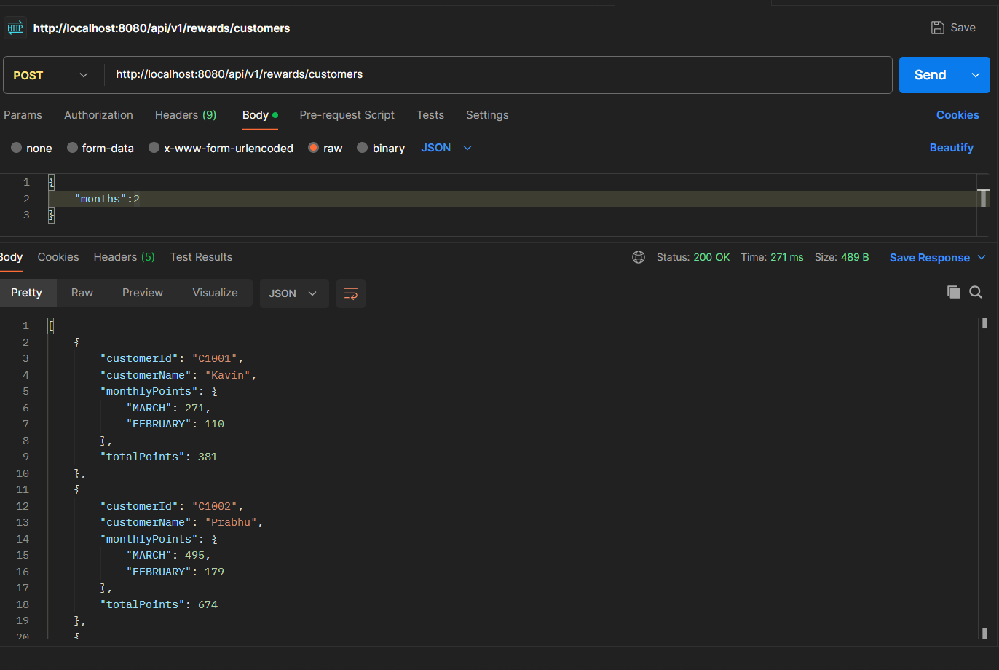 HTTP http://localhost:8080/api/v1/rewards/customers Save
POST http://localhost:8080/api/v1/rewards/customers Send
Params Authorization Headers (9) Body Pre-request Script Tests Settings Cookies
none form-data x-www-form-urlencoded raw binary JSON Beautify
1 {
2 "months":2
3 }
Body Cookies Headers (5) Test Results Status: 200 OK Time: 271 ms Size: 489 B Save Response
Pretty Raw Preview Visualize JSON
1 [
2 {
3 "customerId": "C1001",
4 "customerName": "Kavin",
5 "monthlyPoints": {
6 "MARCH": 271,
7 "FEBRUARY": 110
8 },
9 "totalPoints": 381
10 },
11 {
12 "customerId": "C1002",
13 "customerName": "Prabhu",
14 "monthlyPoints": {
15 "MARCH": 495,
16 "FEBRUARY": 179
17 },
18 "totalPoints": 674
19 },
20 {